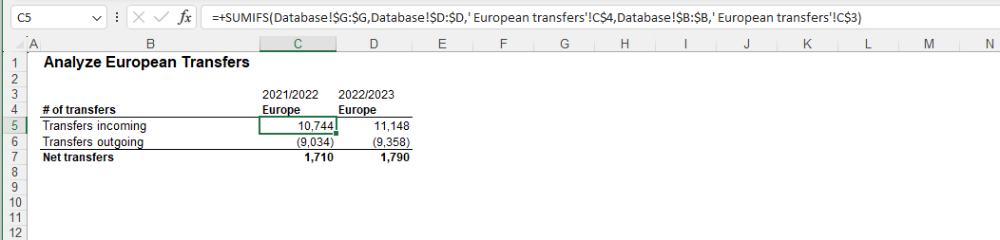 C5 fx =+SUMIFS(Database!$G:$G,Database!$D:$D,' European transfers'!C$4,Database!$B:$B,' European transfers'!C$3)
A B C D E F G H I J K L M N
1 Analyze European Transfers
2
3 2021/2022 2022/2023
4 # of transfers Europe Europe
5 Transfers incoming 10,744 11,148
6 Transfers outgoing (9,034) (9,358)
7 Net transfers 1,710 1,790
8
9
10
11
12